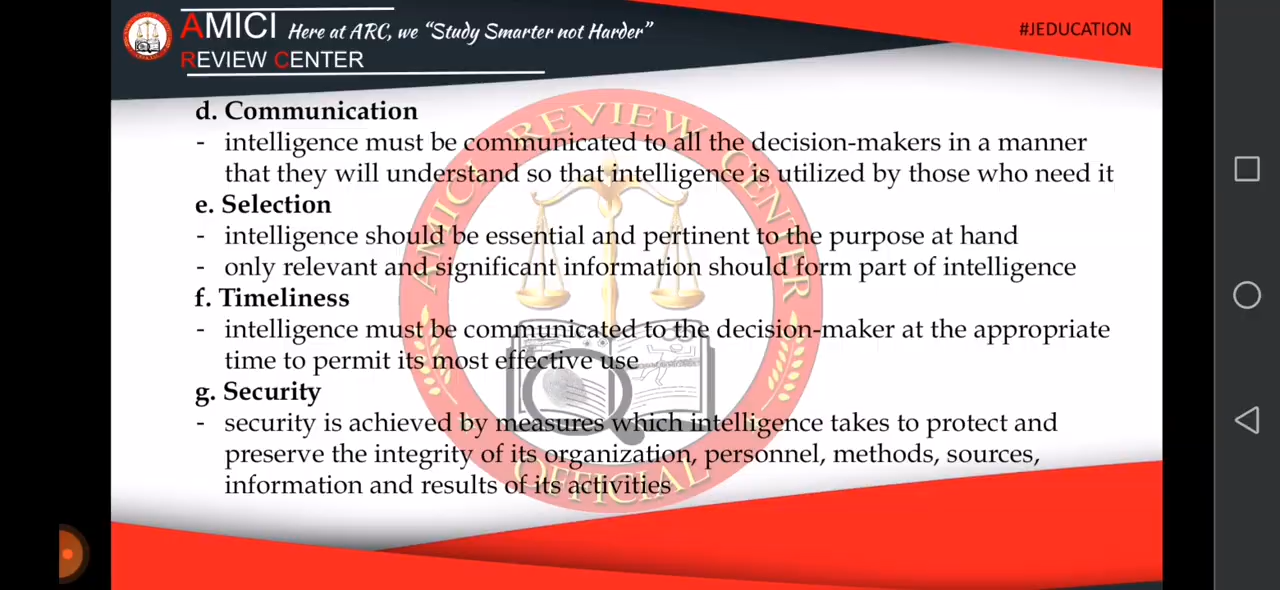 AMICI Here at ARC, we "Study Smarter not Harder"
REVIEW CENTER
#JEDUCATION
d. Communication
- intelligence must be communicated to all the decision-makers in a manner
that they will understand so that intelligence is utilized by those who need it
e. Selection
- intelligence should be essential and pertinent to the purpose at hand
- only relevant and significant information should form part of intelligence
f. Timeliness
- intelligence must be communicated to the decision-maker at the appropriate
time to permit its most effective use
g. Security
- security is achieved by measures which intelligence takes to protect and
preserve the integrity of its organization, personnel, methods, sources,
information and results of its activities
AMICI REVIEW CENTER
OFFICIAL